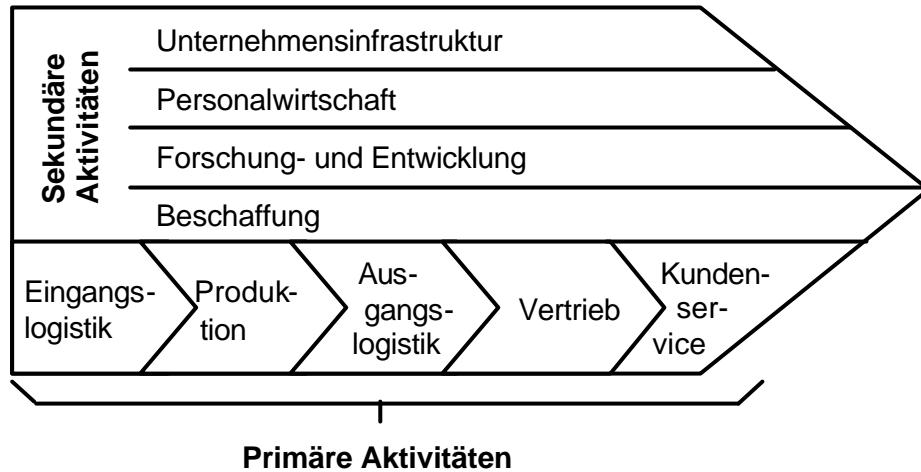 Sekundäre
Aktivitäten
Unternehmensinfrastruktur
Personalwirtschaft
Forschung- und Entwicklung
Beschaffung
Eingangs-
logistik
Produk-
tion
Aus-
gangs-
logistik
Vertrieb
Kunden-
ser-
vice
Primäre Aktivitäten